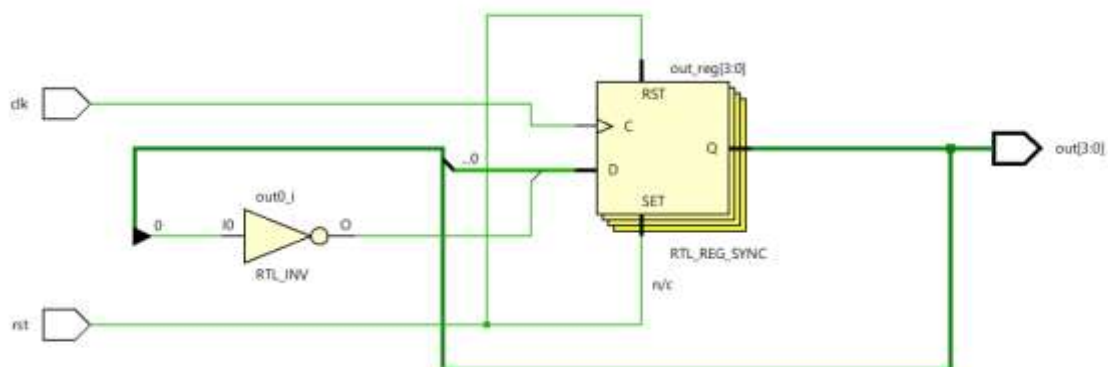 out_reg[3:0]
RST
clk
C
..0
Q
out[3:0]
D
out0_i
0
I0
O
SET
RTL_INV
RTL_REG_SYNC
n/c
rst